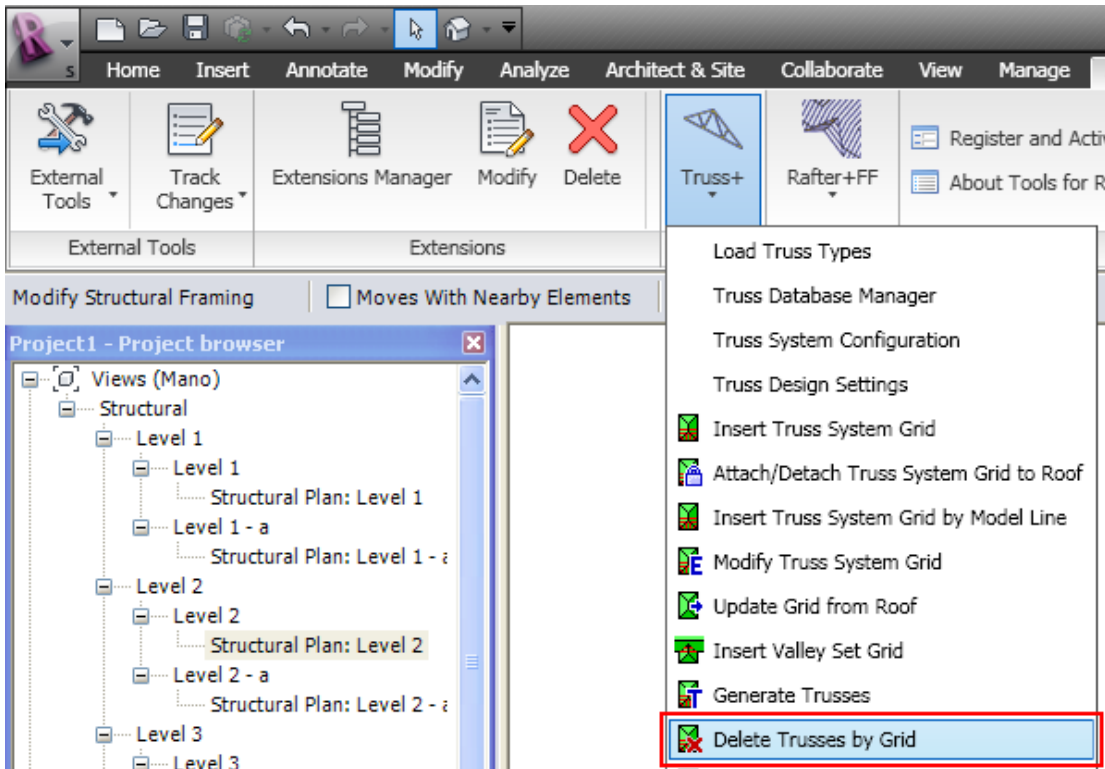 S
Home Insert Annotate Modify Analyze Architect & Site Collaborate View Manage
External Tools
Track Changes
Extensions Manager
Modify
Delete
Truss+
Rafter+FF
Register and Acti
About Tools for R
External Tools
Extensions
Modify Structural Framing
Moves With Nearby Elements
Project1 - Project browser
Views (Mano)
Structural
Level 1
Level 1
Structural Plan: Level 1
Level 1 - a
Structural Plan: Level 1 - a
Level 2
Level 2
Structural Plan: Level 2
Level 2 - a
Structural Plan: Level 2 - a
Level 3
Level 3
Load Truss Types
Truss Database Manager
Truss System Configuration
Truss Design Settings
Insert Truss System Grid
Attach/Detach Truss System Grid to Roof
Insert Truss System Grid by Model Line
Modify Truss System Grid
Update Grid from Roof
Insert Valley Set Grid
Generate Trusses
Delete Trusses by Grid